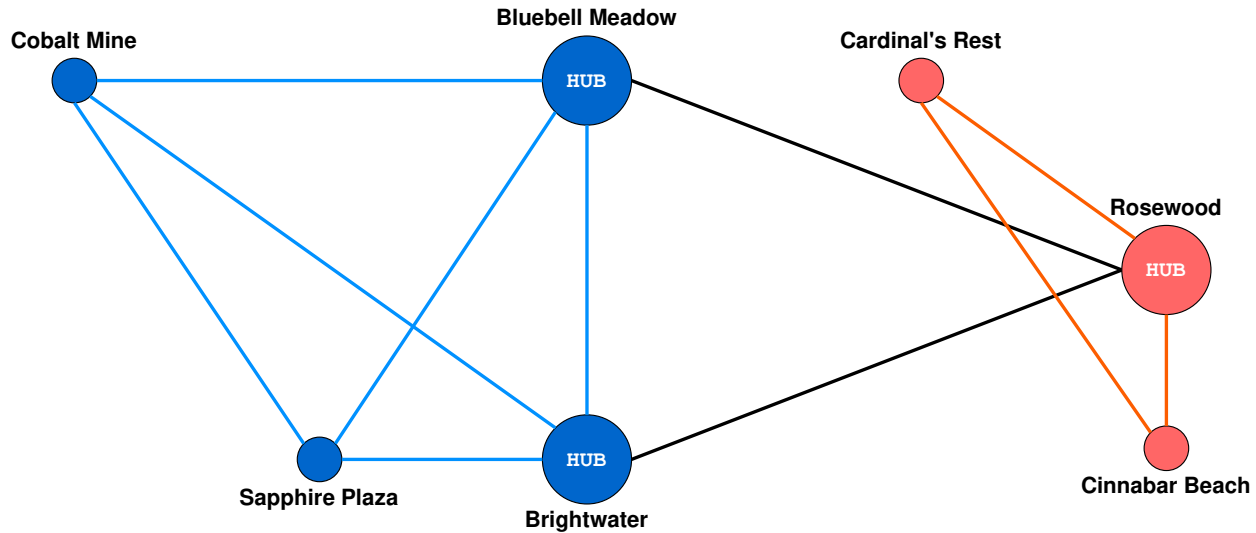 Bluebell Meadow
Cobalt Mine
Cardinal's Rest
HUB
Rosewood
HUB
HUB
Sapphire Plaza
Cinnabar Beach
Brightwater